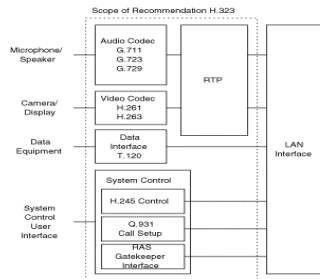 Scope of Recommendation H.323
Microphone/
Speaker
Audio Codec
G.711
G.723
G.729
RTP
Camera/
Display
Video Codec
H.261
H.263
Data
Equipment
Data
Interface
T.120
LAN
Interface
System
Control
User
Interface
System Control
H.245 Control
Q.931
Call Setup
RAS
Gatekeeper
Interface